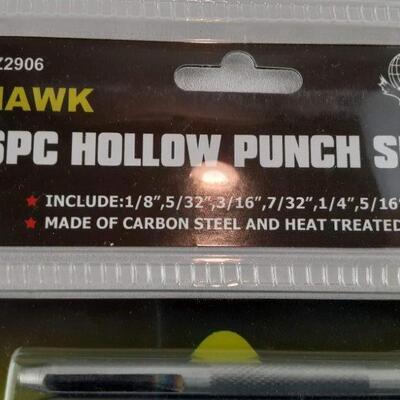 Z2906
HAWK
6PC HOLLOW PUNCH S
★ INCLUDE:1/8",5/32",3/16",7/32",1/4",5/16"
★ MADE OF CARBON STEEL AND HEAT TREATED